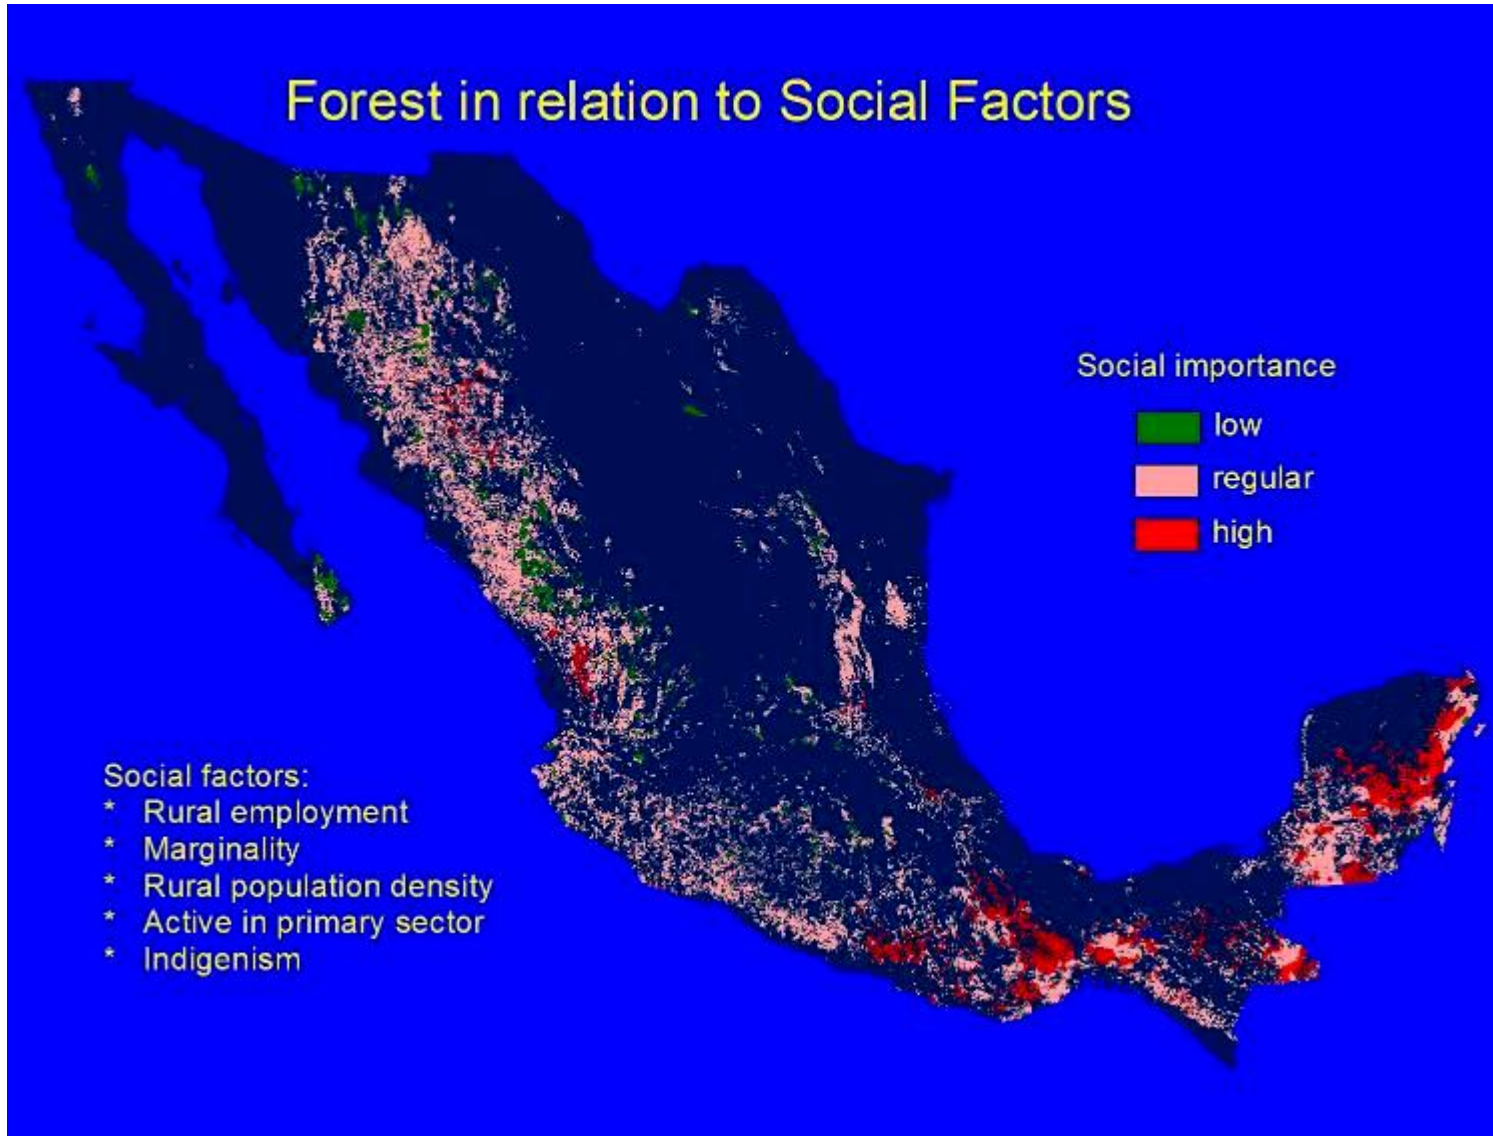 Forest in relation to Social Factors
Social importance
low
regular
high
Social factors:
* Rural employment
* Marginality
* Rural population density
* Active in primary sector
* Indigenism